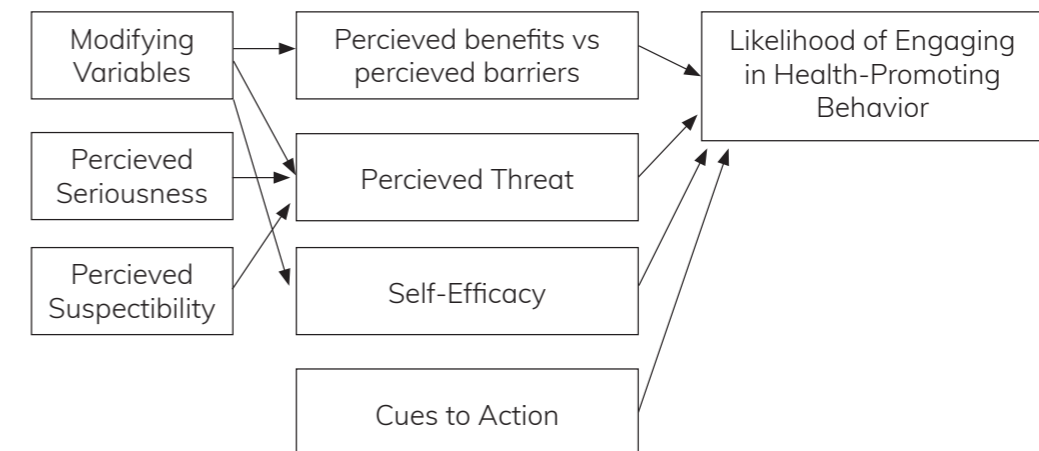 Modifying
Variables
Percieved benefits vs
percieved barriers
Likelihood of Engaging
in Health-Promoting
Behavior
Percieved
Seriousness
Percieved Threat
Percieved
Suspectibility
Self-Efficacy
Cues to Action